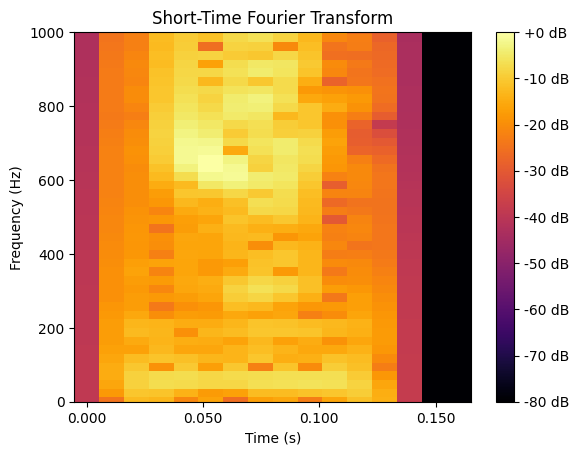 Short-Time Fourier Transform
1000
800
600
400
200
0
Frequency (Hz)
0.000
0.050
0.100
0.150
Time (s)
+0 dB
-10 dB
-20 dB
-30 dB
-40 dB
-50 dB
-60 dB
-70 dB
-80 dB